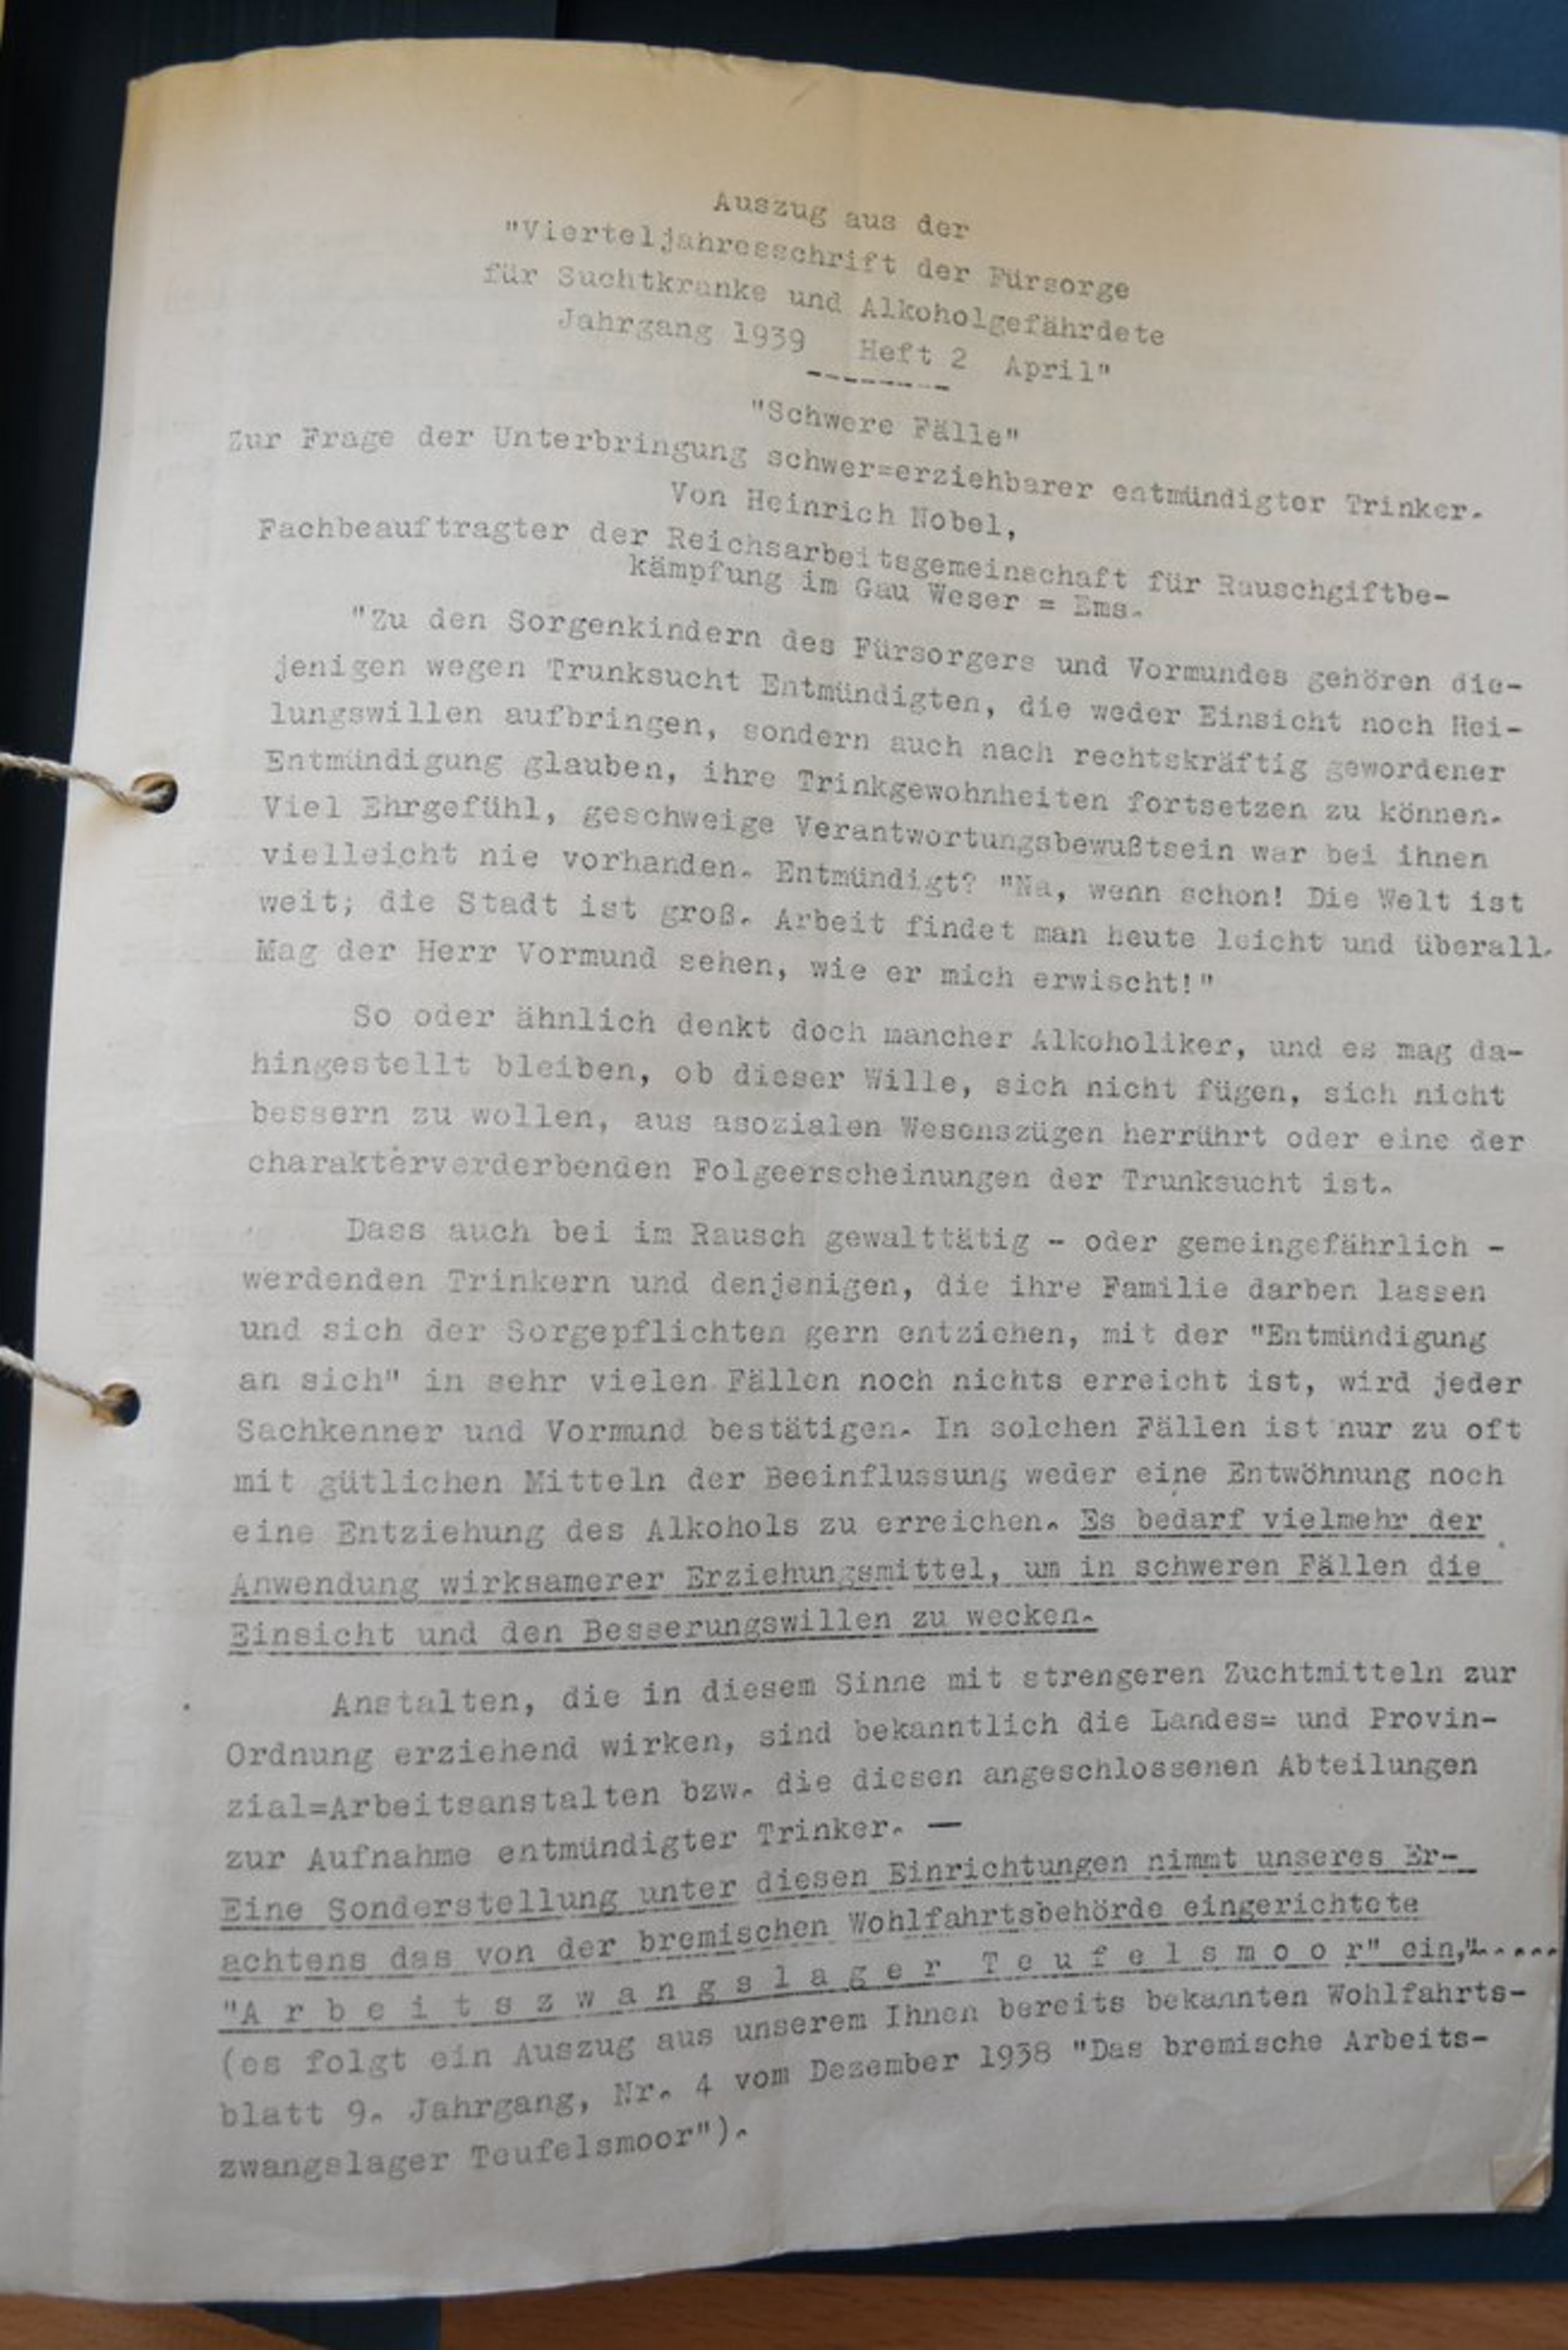 Auszug aus der
"Vierteljahresschrift der Fürsorge
für Suchtkranke und Alkoholgefährdete
Jahrgang 1939 Heft 2 April"
--------
"Schwere Fälle"
Zur Frage der Unterbringung schwer=erziehbarer entmündigter Trinker.
Von Heinrich Nobel,
Fachbeauftragter der Reichsarbeitsgemeinschaft für Rauschgiftbe-
kämpfung im Gau Weser = Ems.
"Zu den Sorgenkindern des Fürsorgers und Vormundes gehören die-
jenigen wegen Trunksucht Entmündigten, die weder Einsicht noch Hei-
lungswillen aufbringen, sondern auch nach rechtskräftig gewordener
Entmündigung glauben, ihre Trinkgewohnheiten fortsetzen zu können.
Viel Ehrgefühl, geschweige Verantwortungsbewußtsein war bei ihnen
vielleicht nie vorhanden. Entmündigt? "Na, wenn schon! Die Welt ist
weit; die Stadt ist groß. Arbeit findet man heute leicht und überall.
Mag der Herr Vormund sehen, wie er mich erwischt!"
So oder ähnlich denkt doch mancher Alkoholiker, und es mag da-
hingestellt bleiben, ob dieser Wille, sich nicht fügen, sich nicht
bessern zu wollen, aus asozialen Wesenszügen herrührt oder eine der
charakterverderbenden Folgeerscheinungen der Trunksucht ist.
Dass auch bei im Rausch gewalttätig - oder gemeingefährlich -
werdenden Trinkern und denjenigen, die ihre Familie darben lassen
und sich der Sorgepflichten gern entziehen, mit der "Entmündigung
an sich" in sehr vielen Fällen noch nichts erreicht ist, wird jeder
Sachkenner und Vormund bestätigen. In solchen Fällen ist nur zu oft
mit gütlichen Mitteln der Beeinflussung weder eine Entwöhnung noch
eine Entziehung des Alkohols zu erreichen. Es bedarf vielmehr der
Anwendung wirksamerer Erziehungsmittel, um in schweren Fällen die
Einsicht und den Besserungswillen zu wecken.
Anstalten, die in diesem Sinne mit strengeren Zuchtmitteln zur
Ordnung erziehend wirken, sind bekanntlich die Landes= und Provin-
zial=Arbeitsanstalten bzw. die diesen angeschlossenen Abteilungen
zur Aufnahme entmündigter Trinker. —
Eine Sonderstellung unter diesen Einrichtungen nimmt unseres Er-
achtens das von der bremischen Wohlfahrtsbehörde eingerichtete
"A r b e i t s z w a n g s l a g e r  T e u f e l s m o o r" ein,".....
(es folgt ein Auszug aus unserem Ihnen bereits bekannten Wohlfahrts-
blatt 9. Jahrgang, Nr. 4 vom Dezember 1938 "Das bremische Arbeits-
zwangslager Teufelsmoor").